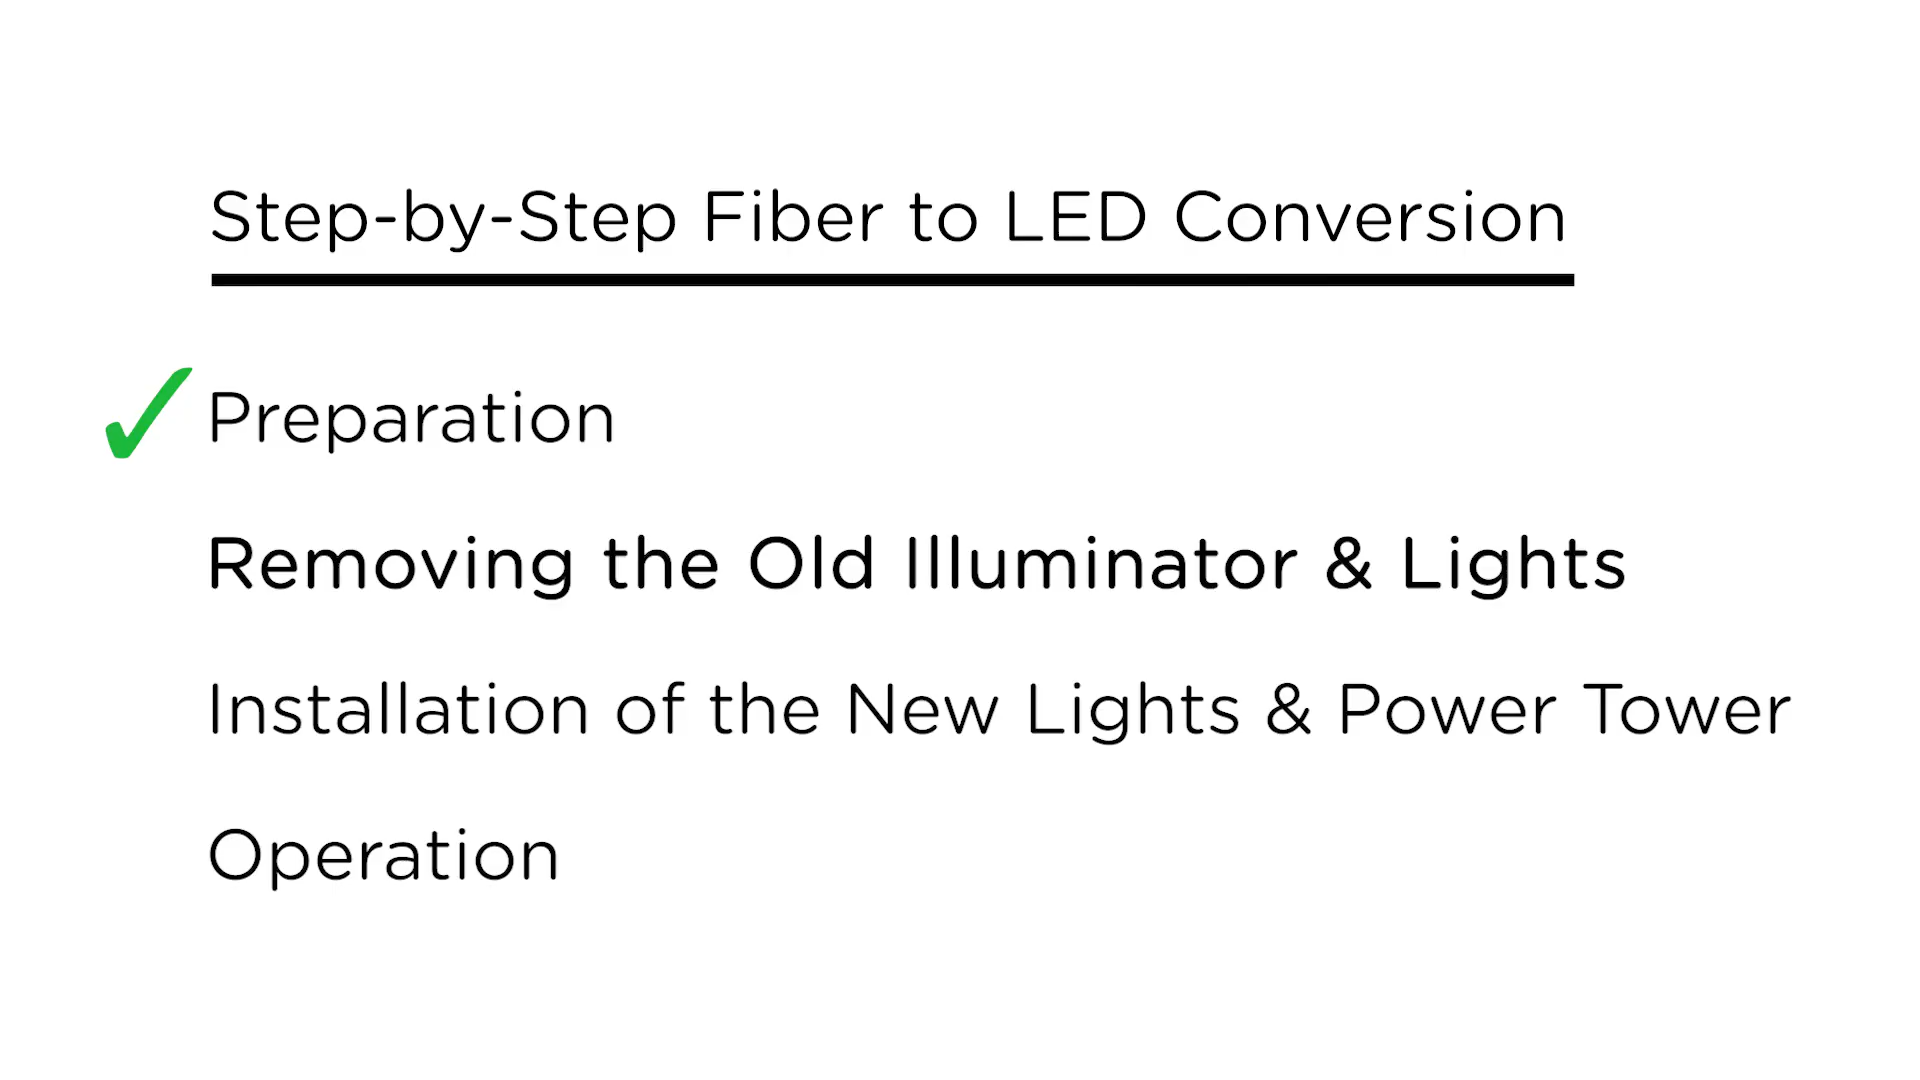 Step-by-Step Fiber to LED Conversion
Preparation
Removing the Old Illuminator & Lights
Installation of the New Lights & Power Tower
Operation